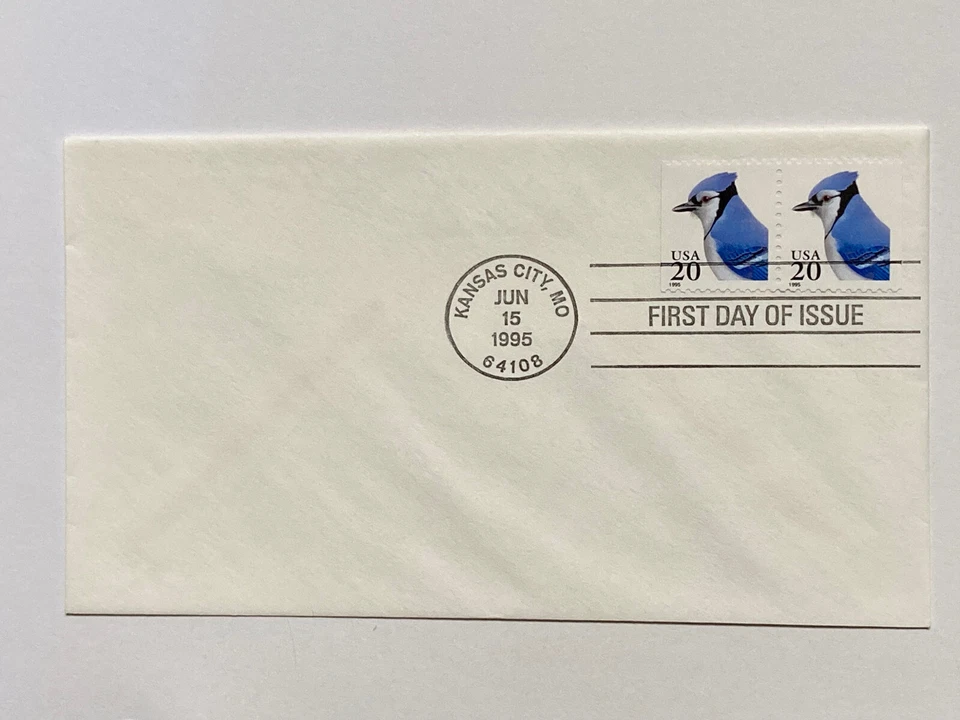 USA
20
1995
USA
20
1995
KANSAS CITY, MO
JUN
15
1995
64108
FIRST DAY OF ISSUE